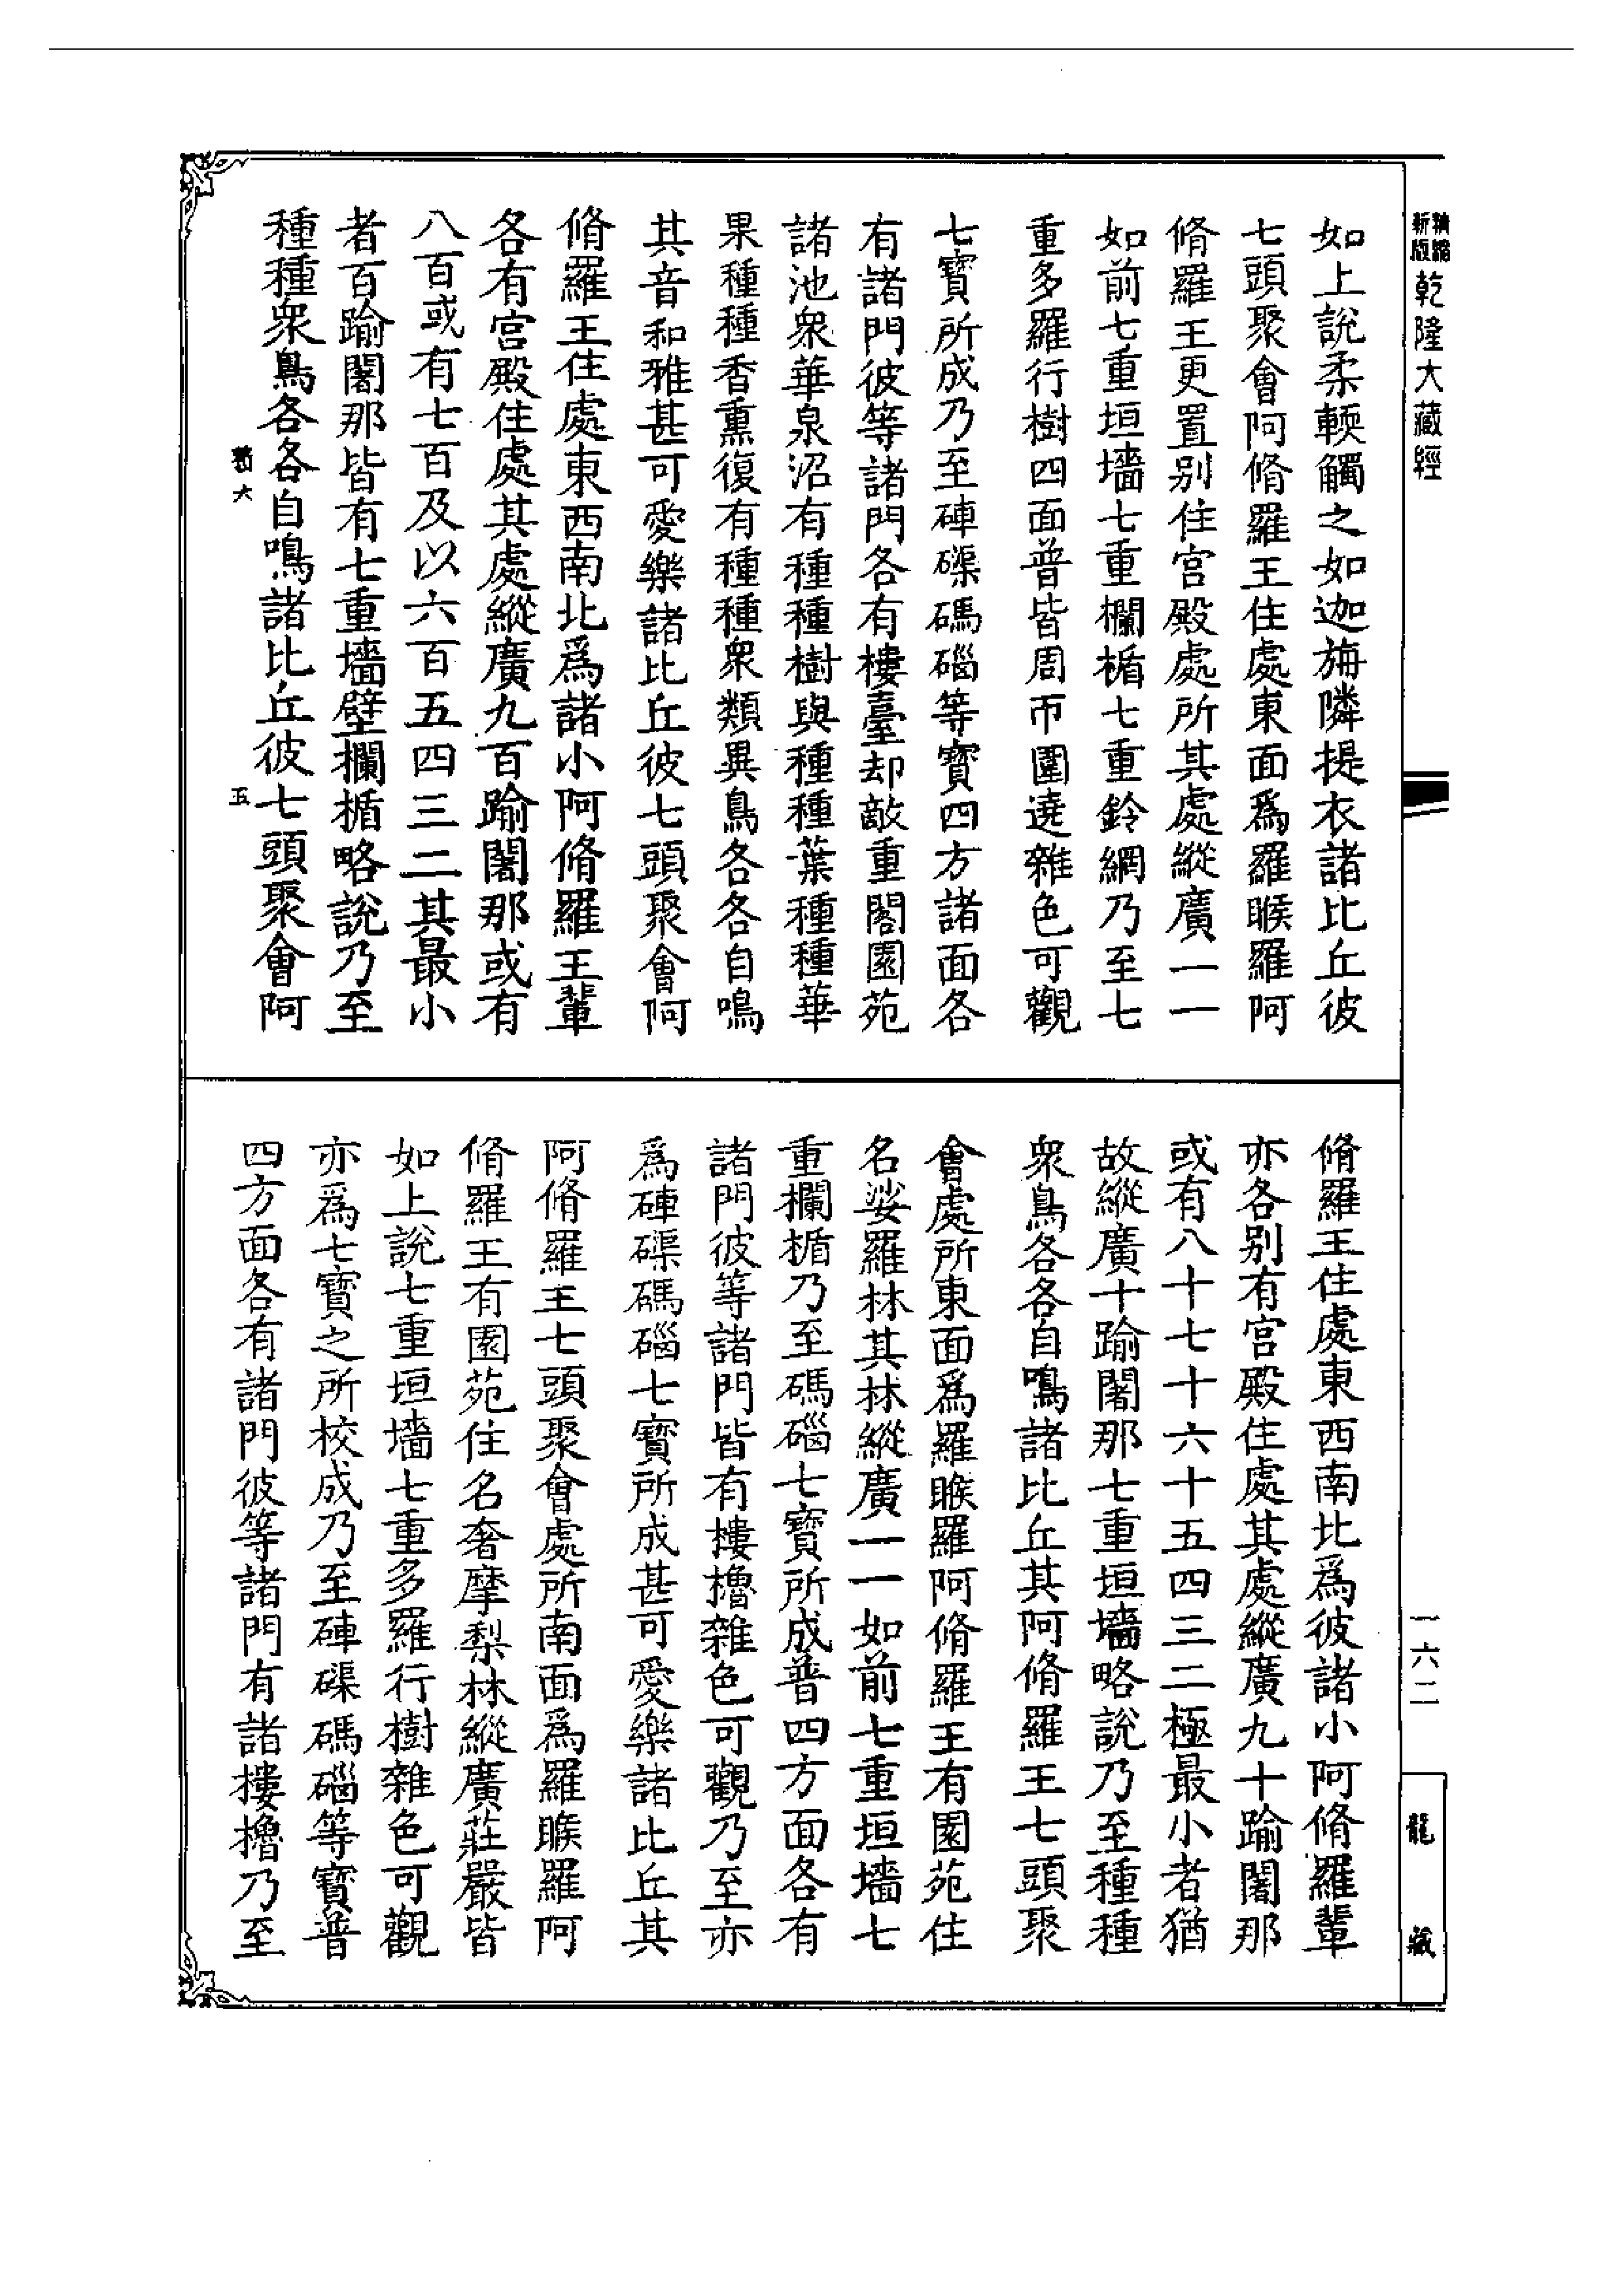 精縮
新版
乾隆大藏經
如上說柔輭觸之如迦旃隣提衣諸比丘彼
七頭聚會阿脩羅王住處東面爲羅睺羅阿
脩羅王更置别住宫殿處所其處縱廣一一
如前七重垣墻七重欄楯七重鈴網乃至七
重多羅行樹四面普皆周帀圍遶雜色可觀
七寶所成乃至硨磲碼碯等寶四方諸面各
有諸門彼等諸門各有樓臺却敵重閣園苑
諸池衆華泉沼有種種樹與種種葉種種華
果種種香熏復有種種衆類異鳥各各自鳴
其音和雅甚可愛樂諸比丘彼七頭聚會阿
脩羅王住處東西南北爲諸小阿脩羅王輩
各有宫殿住處其處縱廣九百踰闍那或有
八百或有七百及以六百五四三二其最小
者百踰闍那皆有七重墻壁欄楯略說乃至
種種衆鳥各各自鳴諸比丘彼七頭聚會阿
六
五
脩羅王住處東西南北爲彼諸小阿脩羅輩
亦各别有宫殿住處其處縱廣九十踰闍那
或有八十七十六十五四三二極最小者猶
故縱廣十踰闍那七重垣墻略說乃至種種
衆鳥各各自鳴諸比丘其阿脩羅王七頭聚
會處所東面爲羅睺羅阿脩羅王有園苑住
名娑羅林其林縱廣一一如前七重垣墻七
重欄楯乃至碼碯七寶所成普四方面各有
諸門彼等諸門皆有樓櫓雜色可觀乃至亦
爲硨磲碼碯七寶所成甚可愛樂諸比丘其
阿脩羅王七頭聚會處所南面爲羅睺羅阿
脩羅王有園苑住名奢摩梨林縱廣莊嚴皆
如上說七重垣墻七重多羅行樹雜色可觀
亦爲七寶之所校成乃至硨磲碼碯等寶普
四方面各有諸門彼等諸門有諸樓櫓乃至
一六二
龍藏